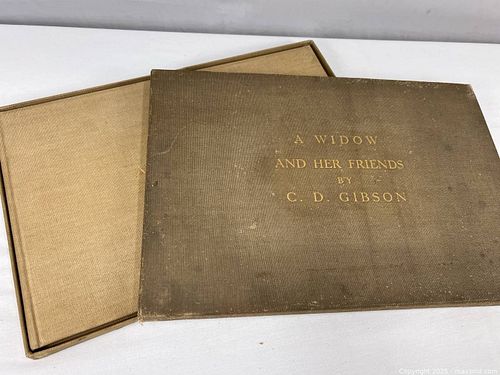 A WIDOW
AND HER FRIENDS
BY
C. D. GIBSON